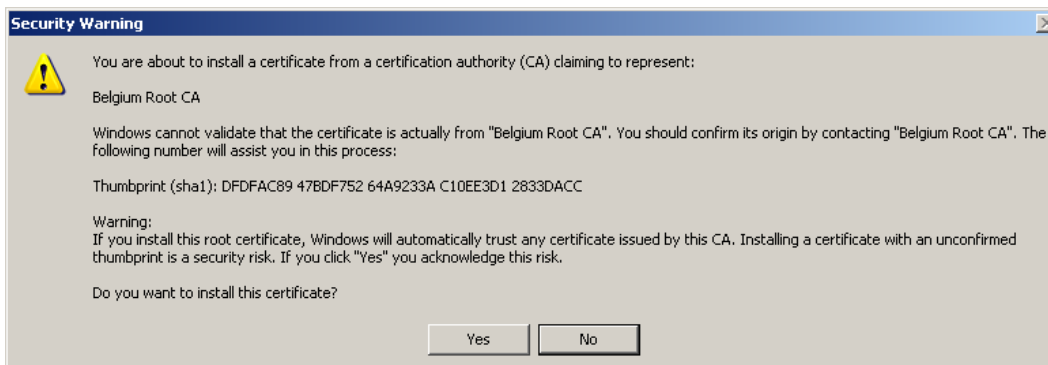 Security Warning
You are about to install a certificate from a certification authority (CA) claiming to represent:
Belgium Root CA
Windows cannot validate that the certificate is actually from "Belgium Root CA". You should confirm its origin by contacting "Belgium Root CA". The
following number will assist you in this process:
Thumbprint (sha1): DFDFAC89 47BDF752 64A9233A C10EE3D1 2833DACC
Warning:
If you install this root certificate, Windows will automatically trust any certificate issued by this CA. Installing a certificate with an unconfirmed
thumbprint is a security risk. If you click "Yes" you acknowledge this risk.
Do you want to install this certificate?
Yes No